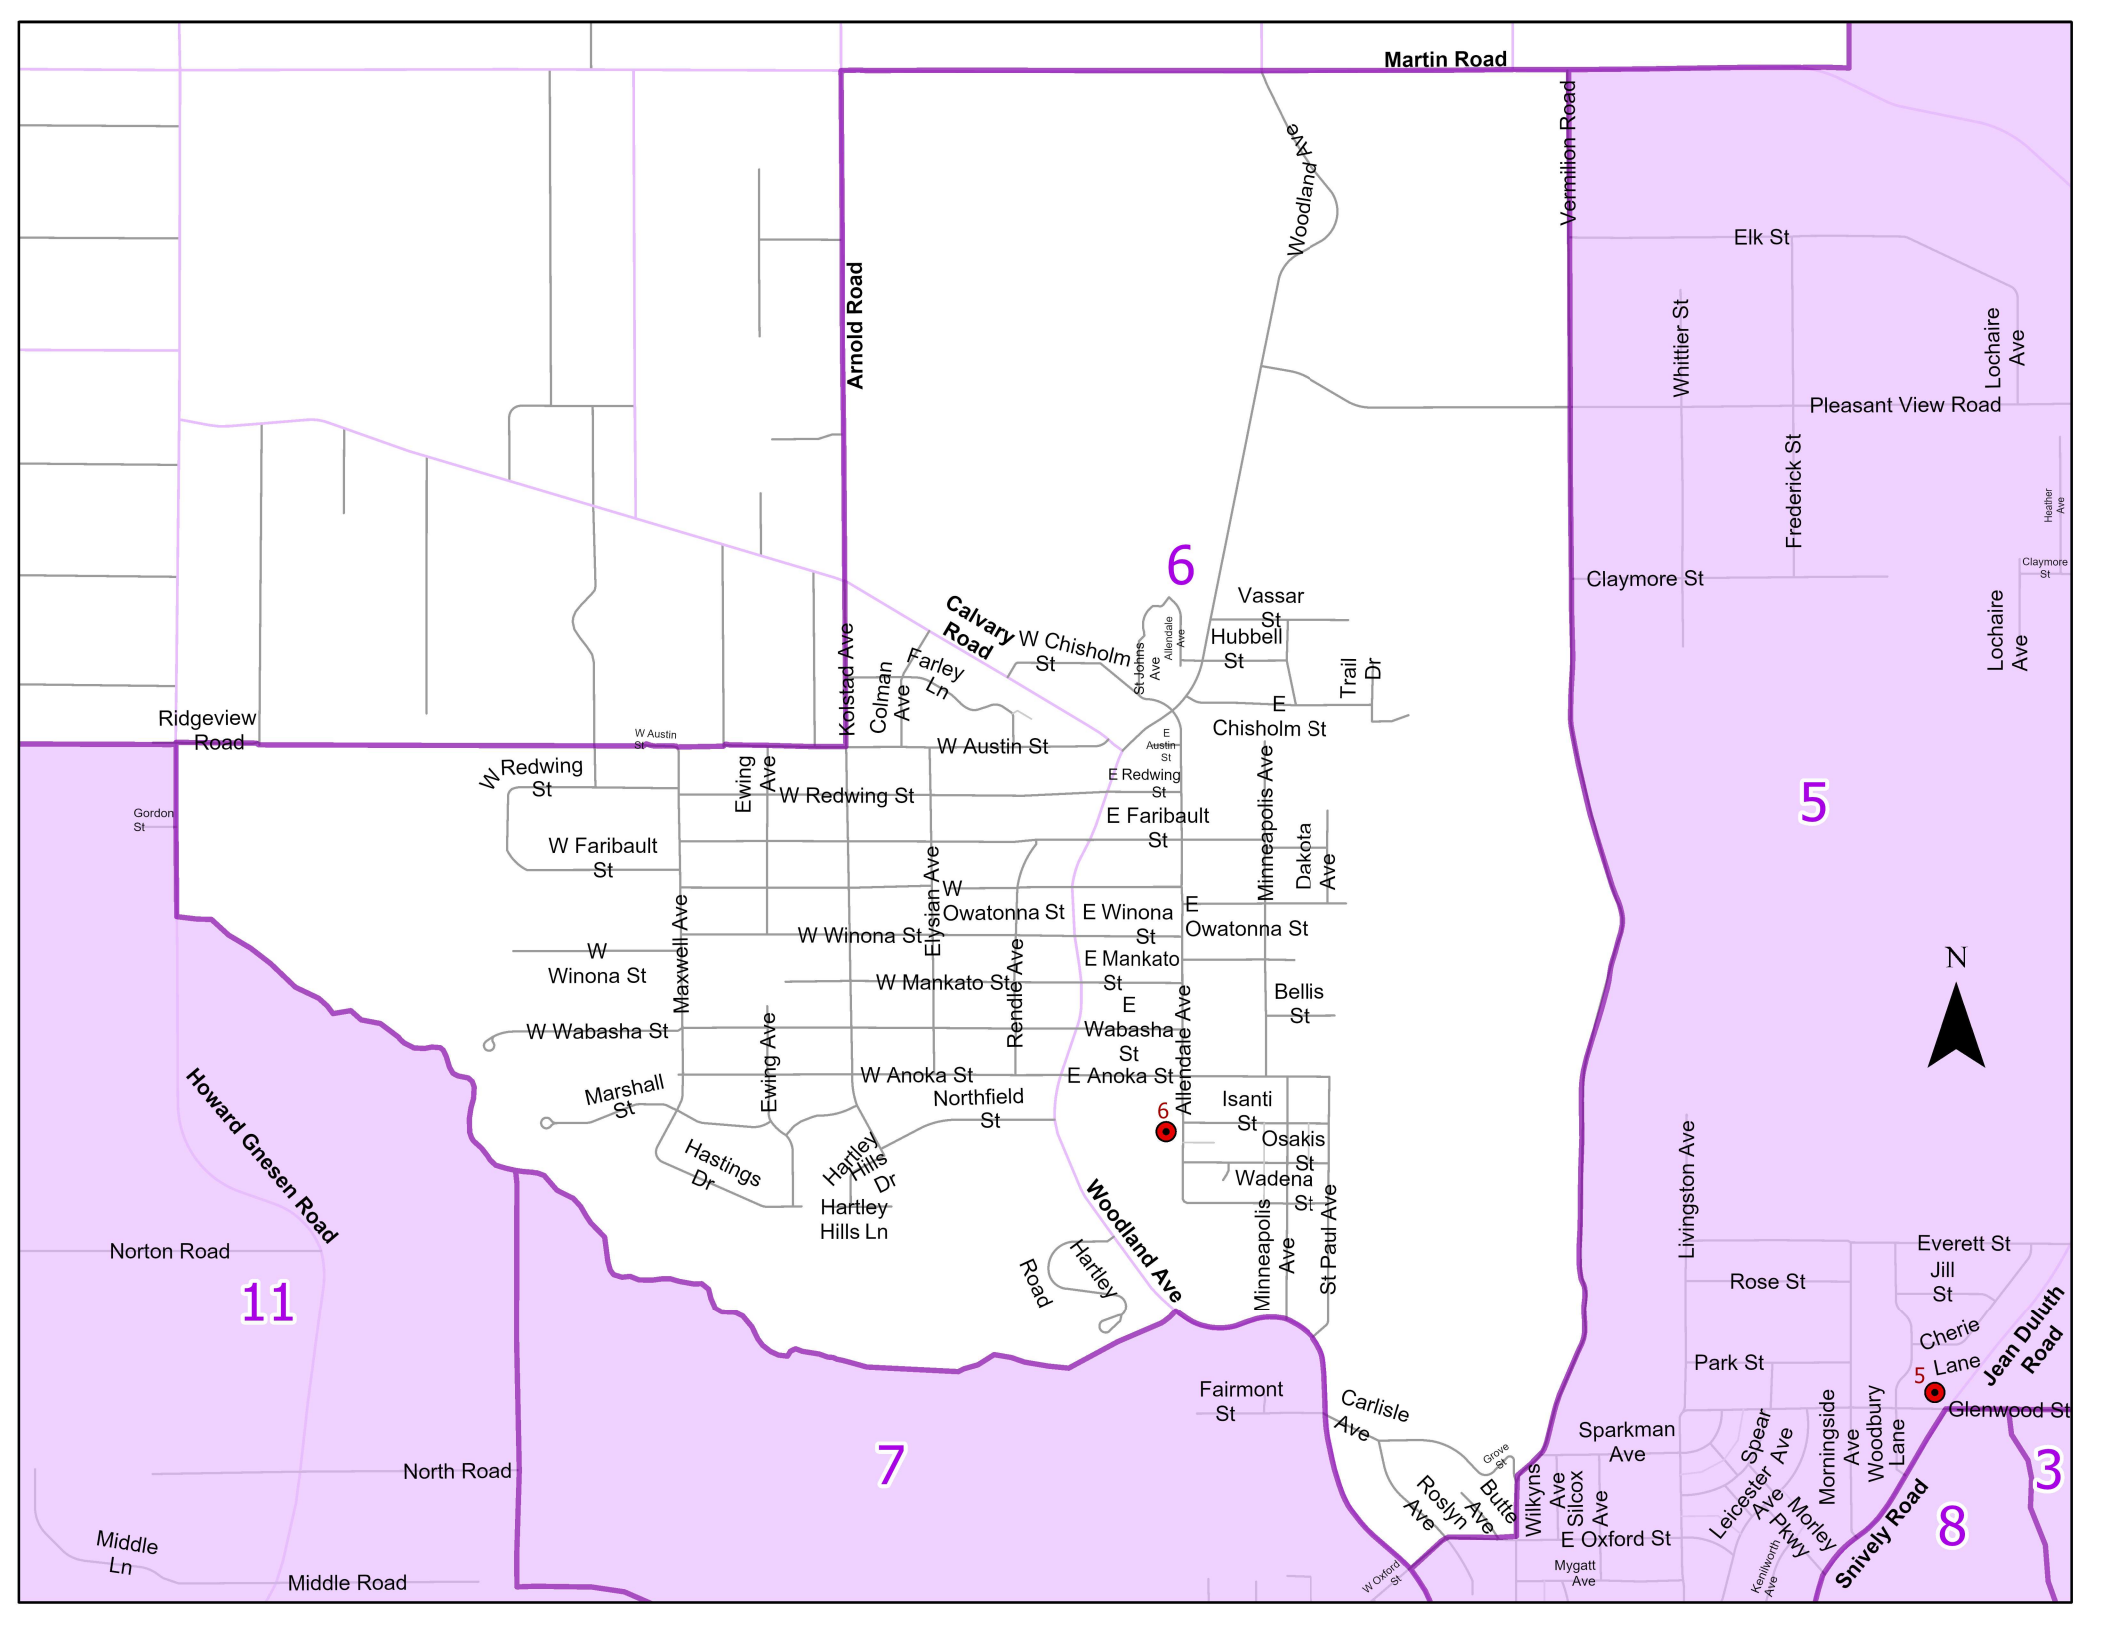 Martin Road
Vermilion Road
Woodland Ave
Elk St
Arnold Road
Whittier St
Lochaire
Ave
Pleasant View Road
Frederick St
Heather
Ave
6
Claymore St
Claymore
St
Calvary
Road
Vassar
St
W Chisholm
St
St Johns
Ave
Allendale
Ave
Hubbell
St
Lochaire
Ave
Trail
Dr
Farley
Ln
Kolstad Ave
Colman
Ave
Ridgeview
Road
W Austin
St
W Austin St
E
Chisholm St
E
Austin
St
W Redwing
St
Ewing
Ave
W Redwing St
E Redwing
St
Minneapolis Ave
5
Gordon
St
E Faribault
St
W Faribault
St
Dakota
Ave
Elysian Ave
W
Owatonna St
E
Owatonna St
E Winona
St
Maxwell Ave
W Winona St
W
Winona St
E Mankato
St
W Mankato St
Rendle Ave
N
Bellis
St
E
Wabasha
St
W Wabasha St
Ewing Ave
Allendale Ave
W Anoka St
E Anoka St
Marshall
St
Northfield
St
Isanti
St
6
Howard Gnesen Road
Osakis
St
Hastings
Dr
Hartley
Hills
Dr
Wadena
St
Hartley
Hills Ln
Woodland Ave
Minneapolis
Ave
St Paul Ave
Livingston Ave
Norton Road
Hartley
Road
Everett St
Jill
St
Rose St
11
Cherie
Lane
Jean Duluth
Road
Park St
5
Fairmont
St
Carlisle
Ave
Glenwood St
Sparkman
Ave
Spear
Ave
Morningside
Ave
Woodbury
Lane
Grove
St
7
3
North Road
Roslyn
Ave
Butte
Ave
Wilkyns
Ave
Silcox
Ave
Leicester
Ave
Morley
Pkwy
Snively Road
8
E Oxford St
Middle
Ln
Middle Road
W Oxford
St
Mygatt
Ave
Kenilworth
Ave